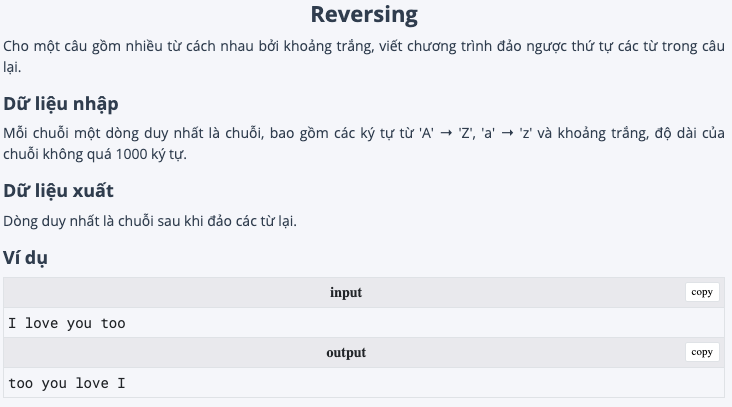 Reversing
Cho một câu gồm nhiều từ cách nhau bởi khoảng trắng, viết chương trình đảo ngược thứ tự các từ trong câu
lại.
Dữ liệu nhập
Mỗi chuỗi một dòng duy nhất là chuỗi, bao gồm các ký tự từ 'A' → 'Z', 'a' → 'z' và khoảng trắng, độ dài của
chuỗi không quá 1000 ký tự.
Dữ liệu xuất
Dòng duy nhất là chuỗi sau khi đảo các từ lại.
Ví dụ
input copy
I love you too
output copy
too you love I